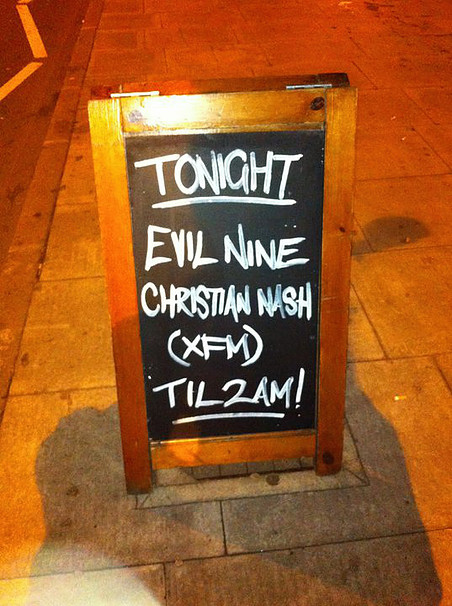 TONIGHT
EVIL NINE
CHRISTIAN NASH
(XFM)
TIL 2AM!